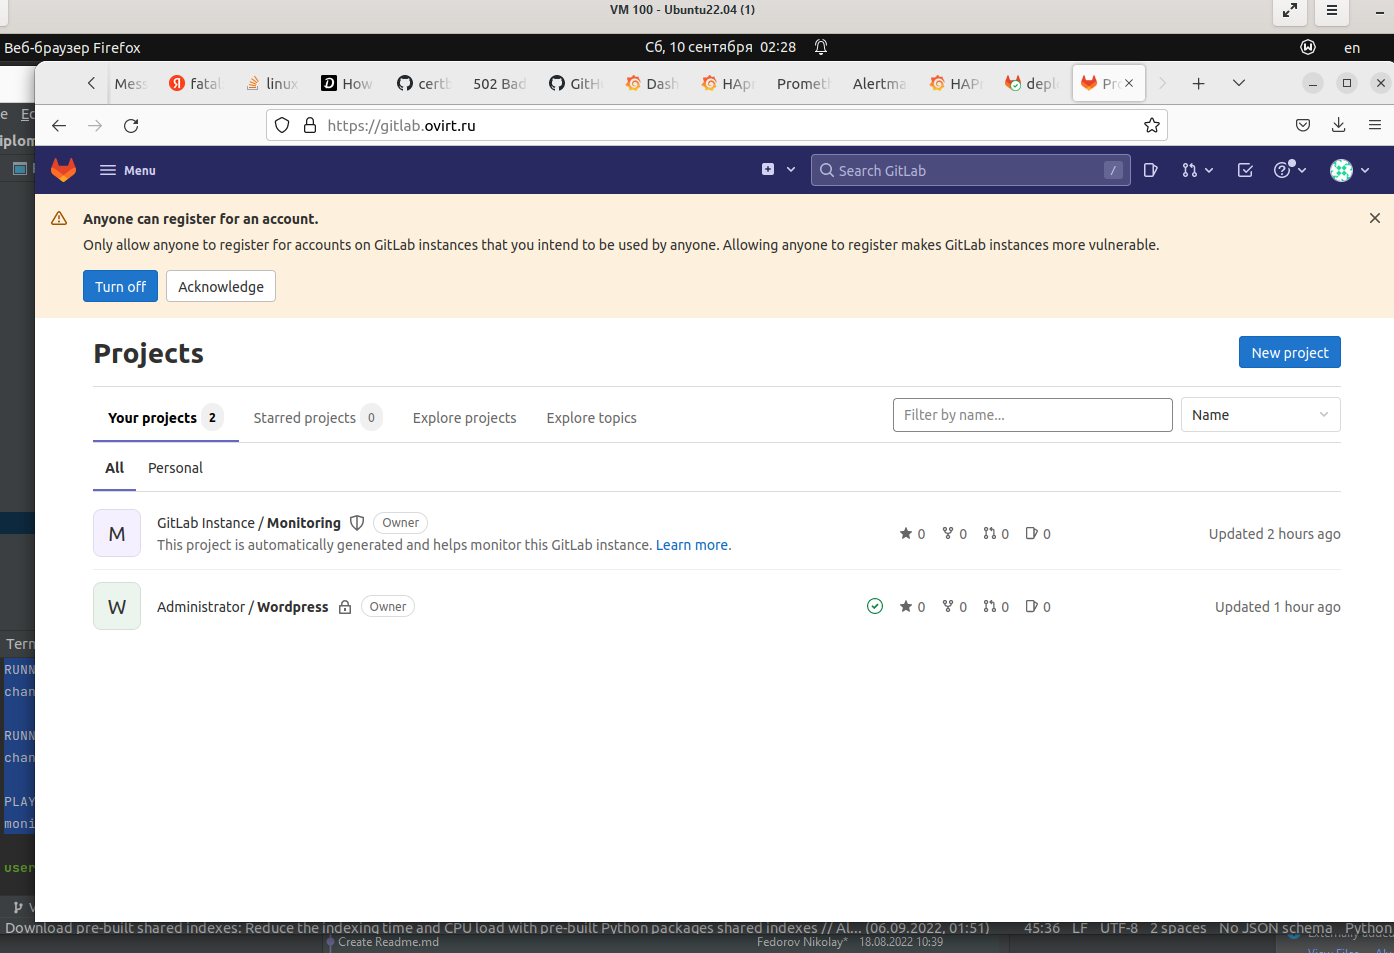 VM 100 - Ubuntu22.04 (1)
Веб-браузер Firefox
Сб, 10 сентября 02:28
en
Mess
fatal
linux
How
certb
502 Bad
GitH
Dash
HApr
Prometh
Alertma
HAPr
deplo
Pro
https://gitlab.ovirt.ru
Menu
Search GitLab
/
Anyone can register for an account.
Only allow anyone to register for accounts on GitLab instances that you intend to be used by anyone. Allowing anyone to register makes GitLab instances more vulnerable.
Turn off
Acknowledge
Projects
New project
Your projects 2
Starred projects 0
Explore projects
Explore topics
Filter by name...
Name
All
Personal
M
GitLab Instance / Monitoring
Owner
This project is automatically generated and helps monitor this GitLab instance. Learn more.
0 0 0 0
Updated 2 hours ago
W
Administrator / Wordpress
Owner
0 0 0 0
Updated 1 hour ago
e Ed
iplom
Term
RUNN
chan
RUNN
chan
PLAY
moni
user
Download pre-built shared indexes: Reduce the indexing time and CPU load with pre-built Python packages shared indexes // Al... (06.09.2022, 01:51)
45:36 LF UTF-8 2 spaces No JSON schema Python
Create Readme.md
Fedorov Nikolay* 18.08.2022 10:39